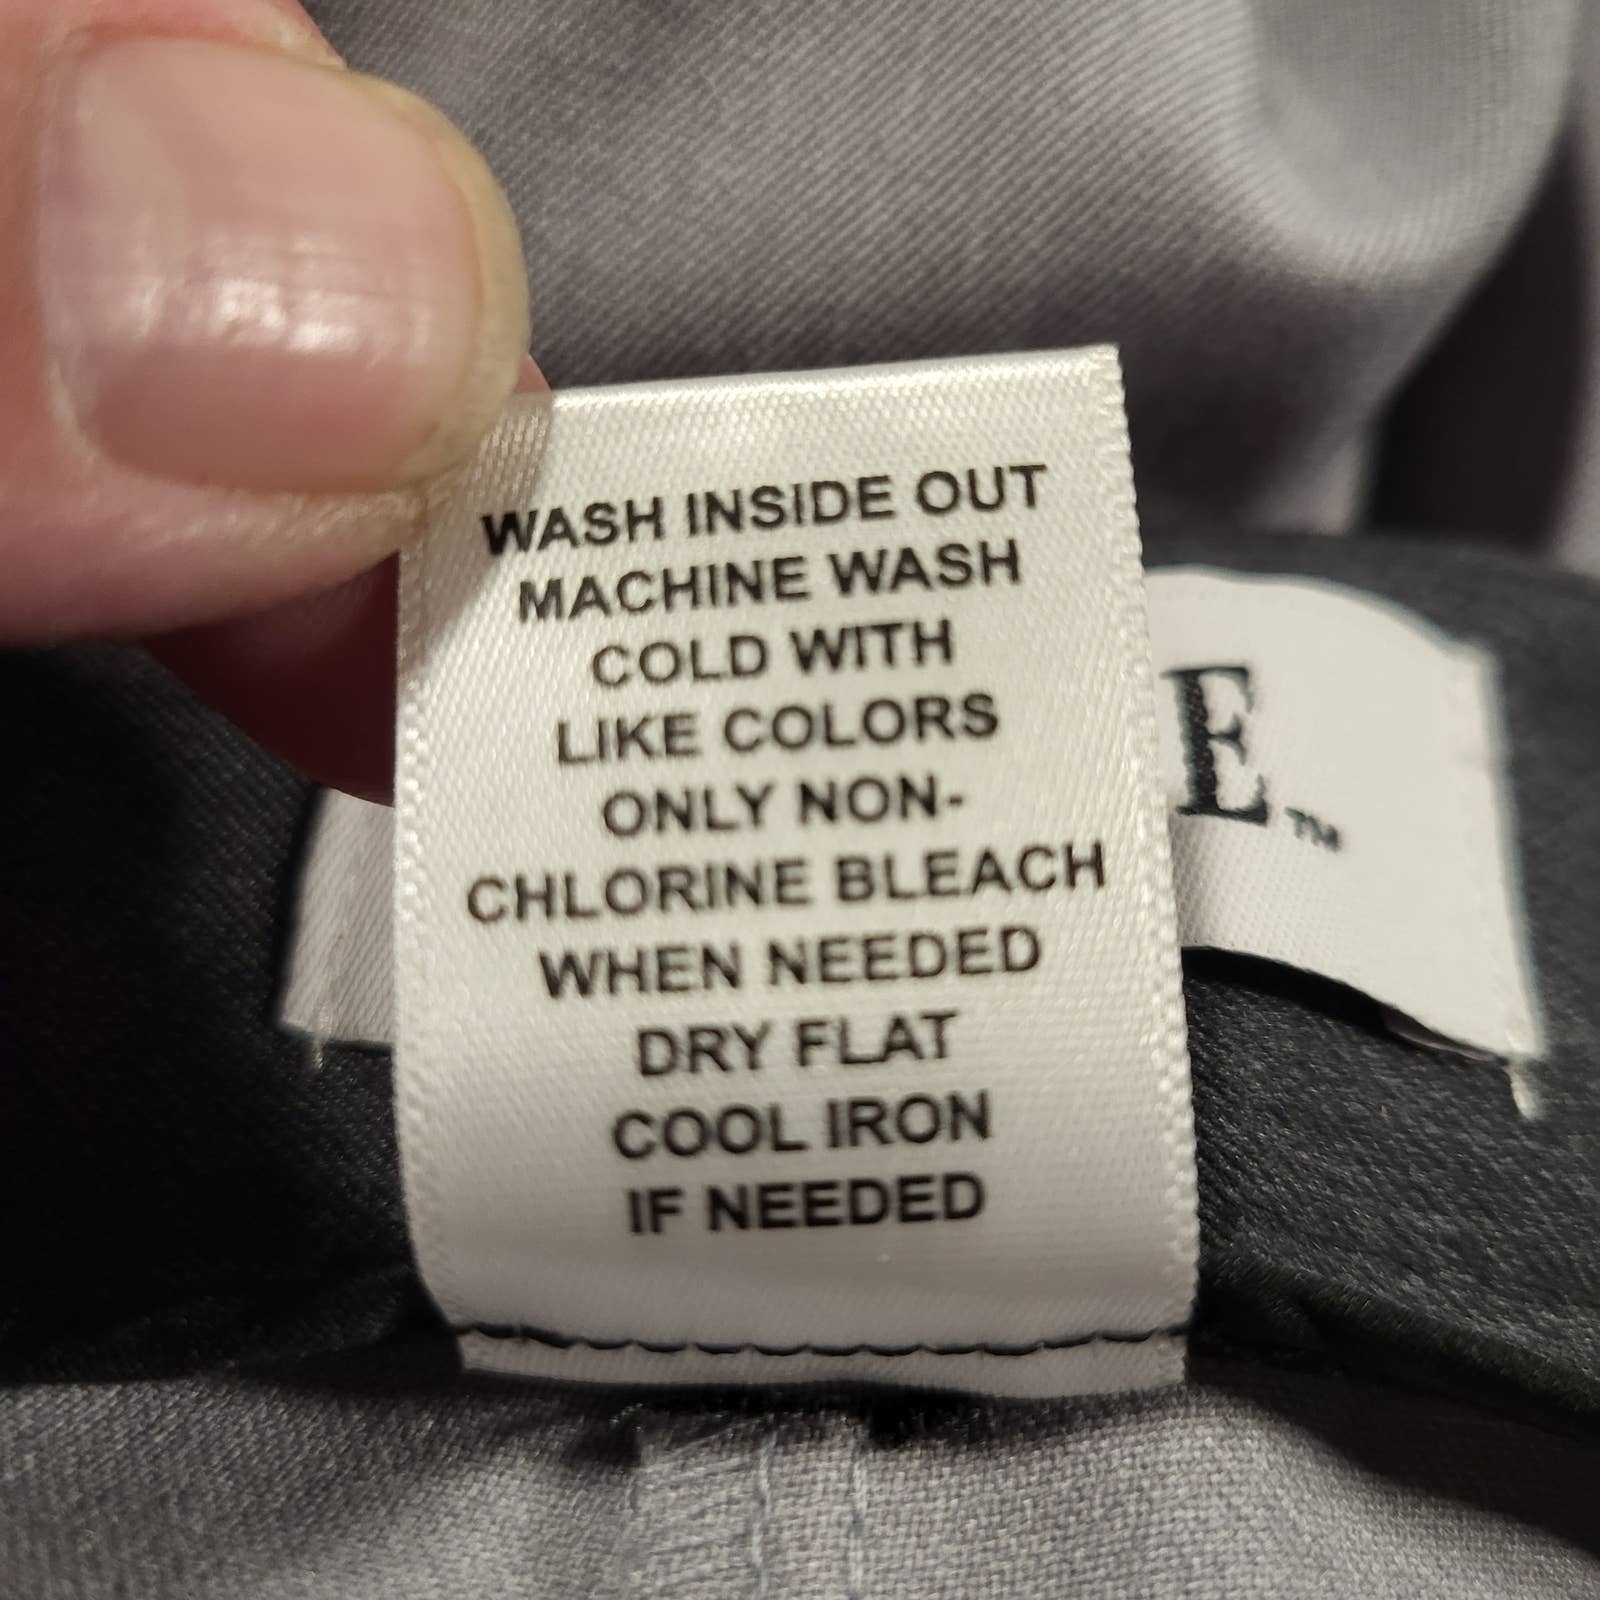 WASH INSIDE OUT
MACHINE WASH
COLD WITH
LIKE COLORS
ONLY NON-
CHLORINE BLEACH
WHEN NEEDED
DRY FLAT
COOL IRON
IF NEEDED
E™